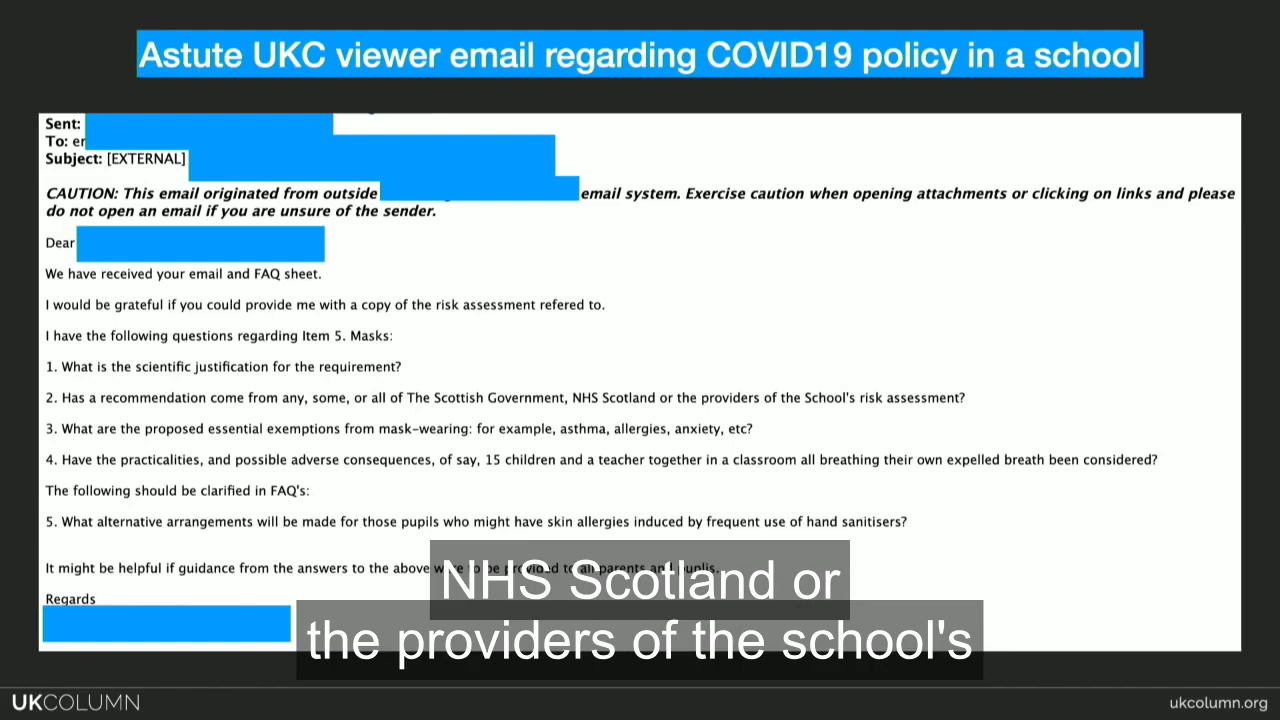 Astute UKC viewer email regarding COVID19 policy in a school
Sent:
To: er
Subject: [EXTERNAL]
CAUTION: This email originated from outside email system. Exercise caution when opening attachments or clicking on links and please
do not open an email if you are unsure of the sender.
Dear
We have received your email and FAQ sheet.
I would be grateful if you could provide me with a copy of the risk assessment refered to.
I have the following questions regarding Item 5. Masks:
1. What is the scientific justification for the requirement?
2. Has a recommendation come from any, some, or all of The Scottish Government, NHS Scotland or the providers of the School's risk assessment?
3. What are the proposed essential exemptions from mask-wearing: for example, asthma, allergies, anxiety, etc?
4. Have the practicalities, and possible adverse consequences, of say, 15 children and a teacher together in a classroom all breathing their own expelled breath been considered?
The following should be clarified in FAQ's:
5. What alternative arrangements will be made for those pupils who might have skin allergies induced by frequent use of hand sanitisers?
It might be helpful if guidance from the answers to the above were to be provided to all parents and puplis.
NHS Scotland or
Regards
the providers of the school's
UKCOLUMN
ukcolumn.org